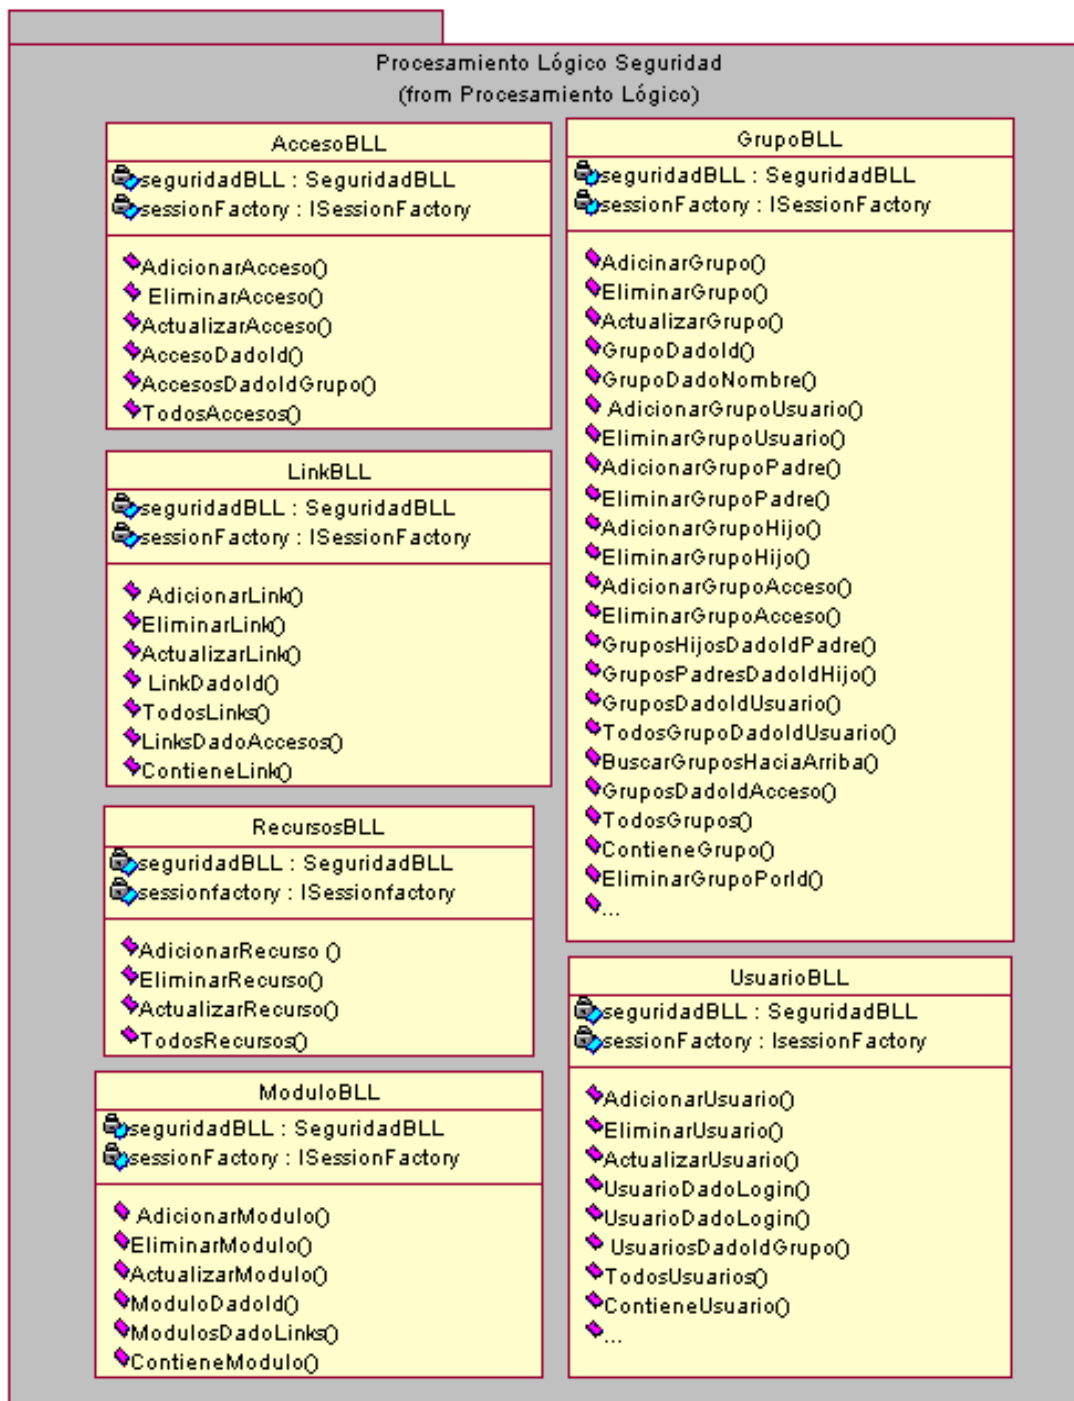 Procesamiento Lógico Seguridad
(from Procesamiento Lógico)
AccesoBLL
seguridadBLL : SeguridadBLL
sessionFactory : ISessionFactory
AdicionarAcceso()
EliminarAcceso()
ActualizarAcceso()
AccesoDadoId()
AccesosDadoIdGrupo()
TodosAccesos()
LinkBLL
seguridadBLL : SeguridadBLL
sessionFactory : ISessionFactory
AdicionarLink()
EliminarLink()
ActualizarLink()
LinkDadoId()
TodosLinks()
LinksDadoAccesos()
ContieneLink()
RecursosBLL
seguridadBLL : SeguridadBLL
sessionfactory : ISessionfactory
AdicionarRecurso ()
EliminarRecurso()
ActualizarRecurso()
TodosRecursos()
ModuloBLL
seguridadBLL : SeguridadBLL
sessionFactory : ISessionFactory
AdicionarModulo()
EliminarModulo()
ActualizarModulo()
ModuloDadoId()
ModulosDadoLinks()
ContieneModulo()
GrupoBLL
seguridadBLL : SeguridadBLL
sessionFactory : ISessionFactory
AdicinarGrupo()
EliminarGrupo()
ActualizarGrupo()
GrupoDadoId()
GrupoDadoNombre()
AdicionarGrupoUsuario()
EliminarGrupoUsuario()
AdicionarGrupoPadre()
EliminarGrupoPadre()
AdicionarGrupoHijo()
EliminarGrupoHijo()
AdicionarGrupoAcceso()
EliminarGrupoAcceso()
GruposHijosDadoIdPadre()
GruposPadresDadoIdHijo()
GruposDadoIdUsuario()
TodosGrupoDadoIdUsuario()
BuscarGruposHaciaArriba()
GruposDadoIdAcceso()
TodosGrupos()
ContieneGrupo()
EliminarGrupoPorId()
...
UsuarioBLL
seguridadBLL : SeguridadBLL
sessionFactory : IsessionFactory
AdicionarUsuario()
EliminarUsuario()
ActualizarUsuario()
UsuarioDadoLogin()
UsuarioDadoLogin()
UsuariosDadoIdGrupo()
TodosUsuarios()
ContieneUsuario()
...